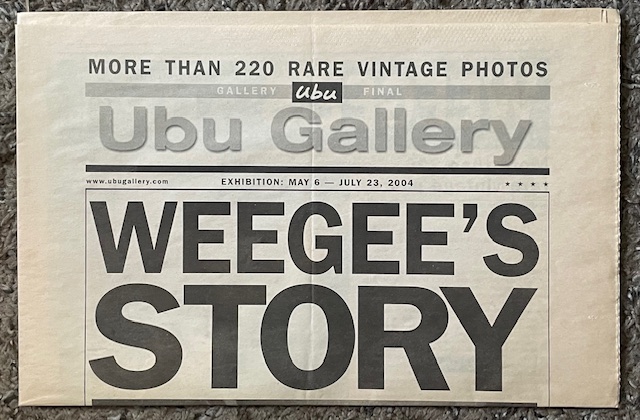 MORE THAN 220 RARE VINTAGE PHOTOS
GALLERY ubu FINAL
Ubu Gallery
www.ubugallery.com EXHIBITION: MAY 6 — JULY 23, 2004 ★ ★ ★ ★
WEEGEE'S
STORY